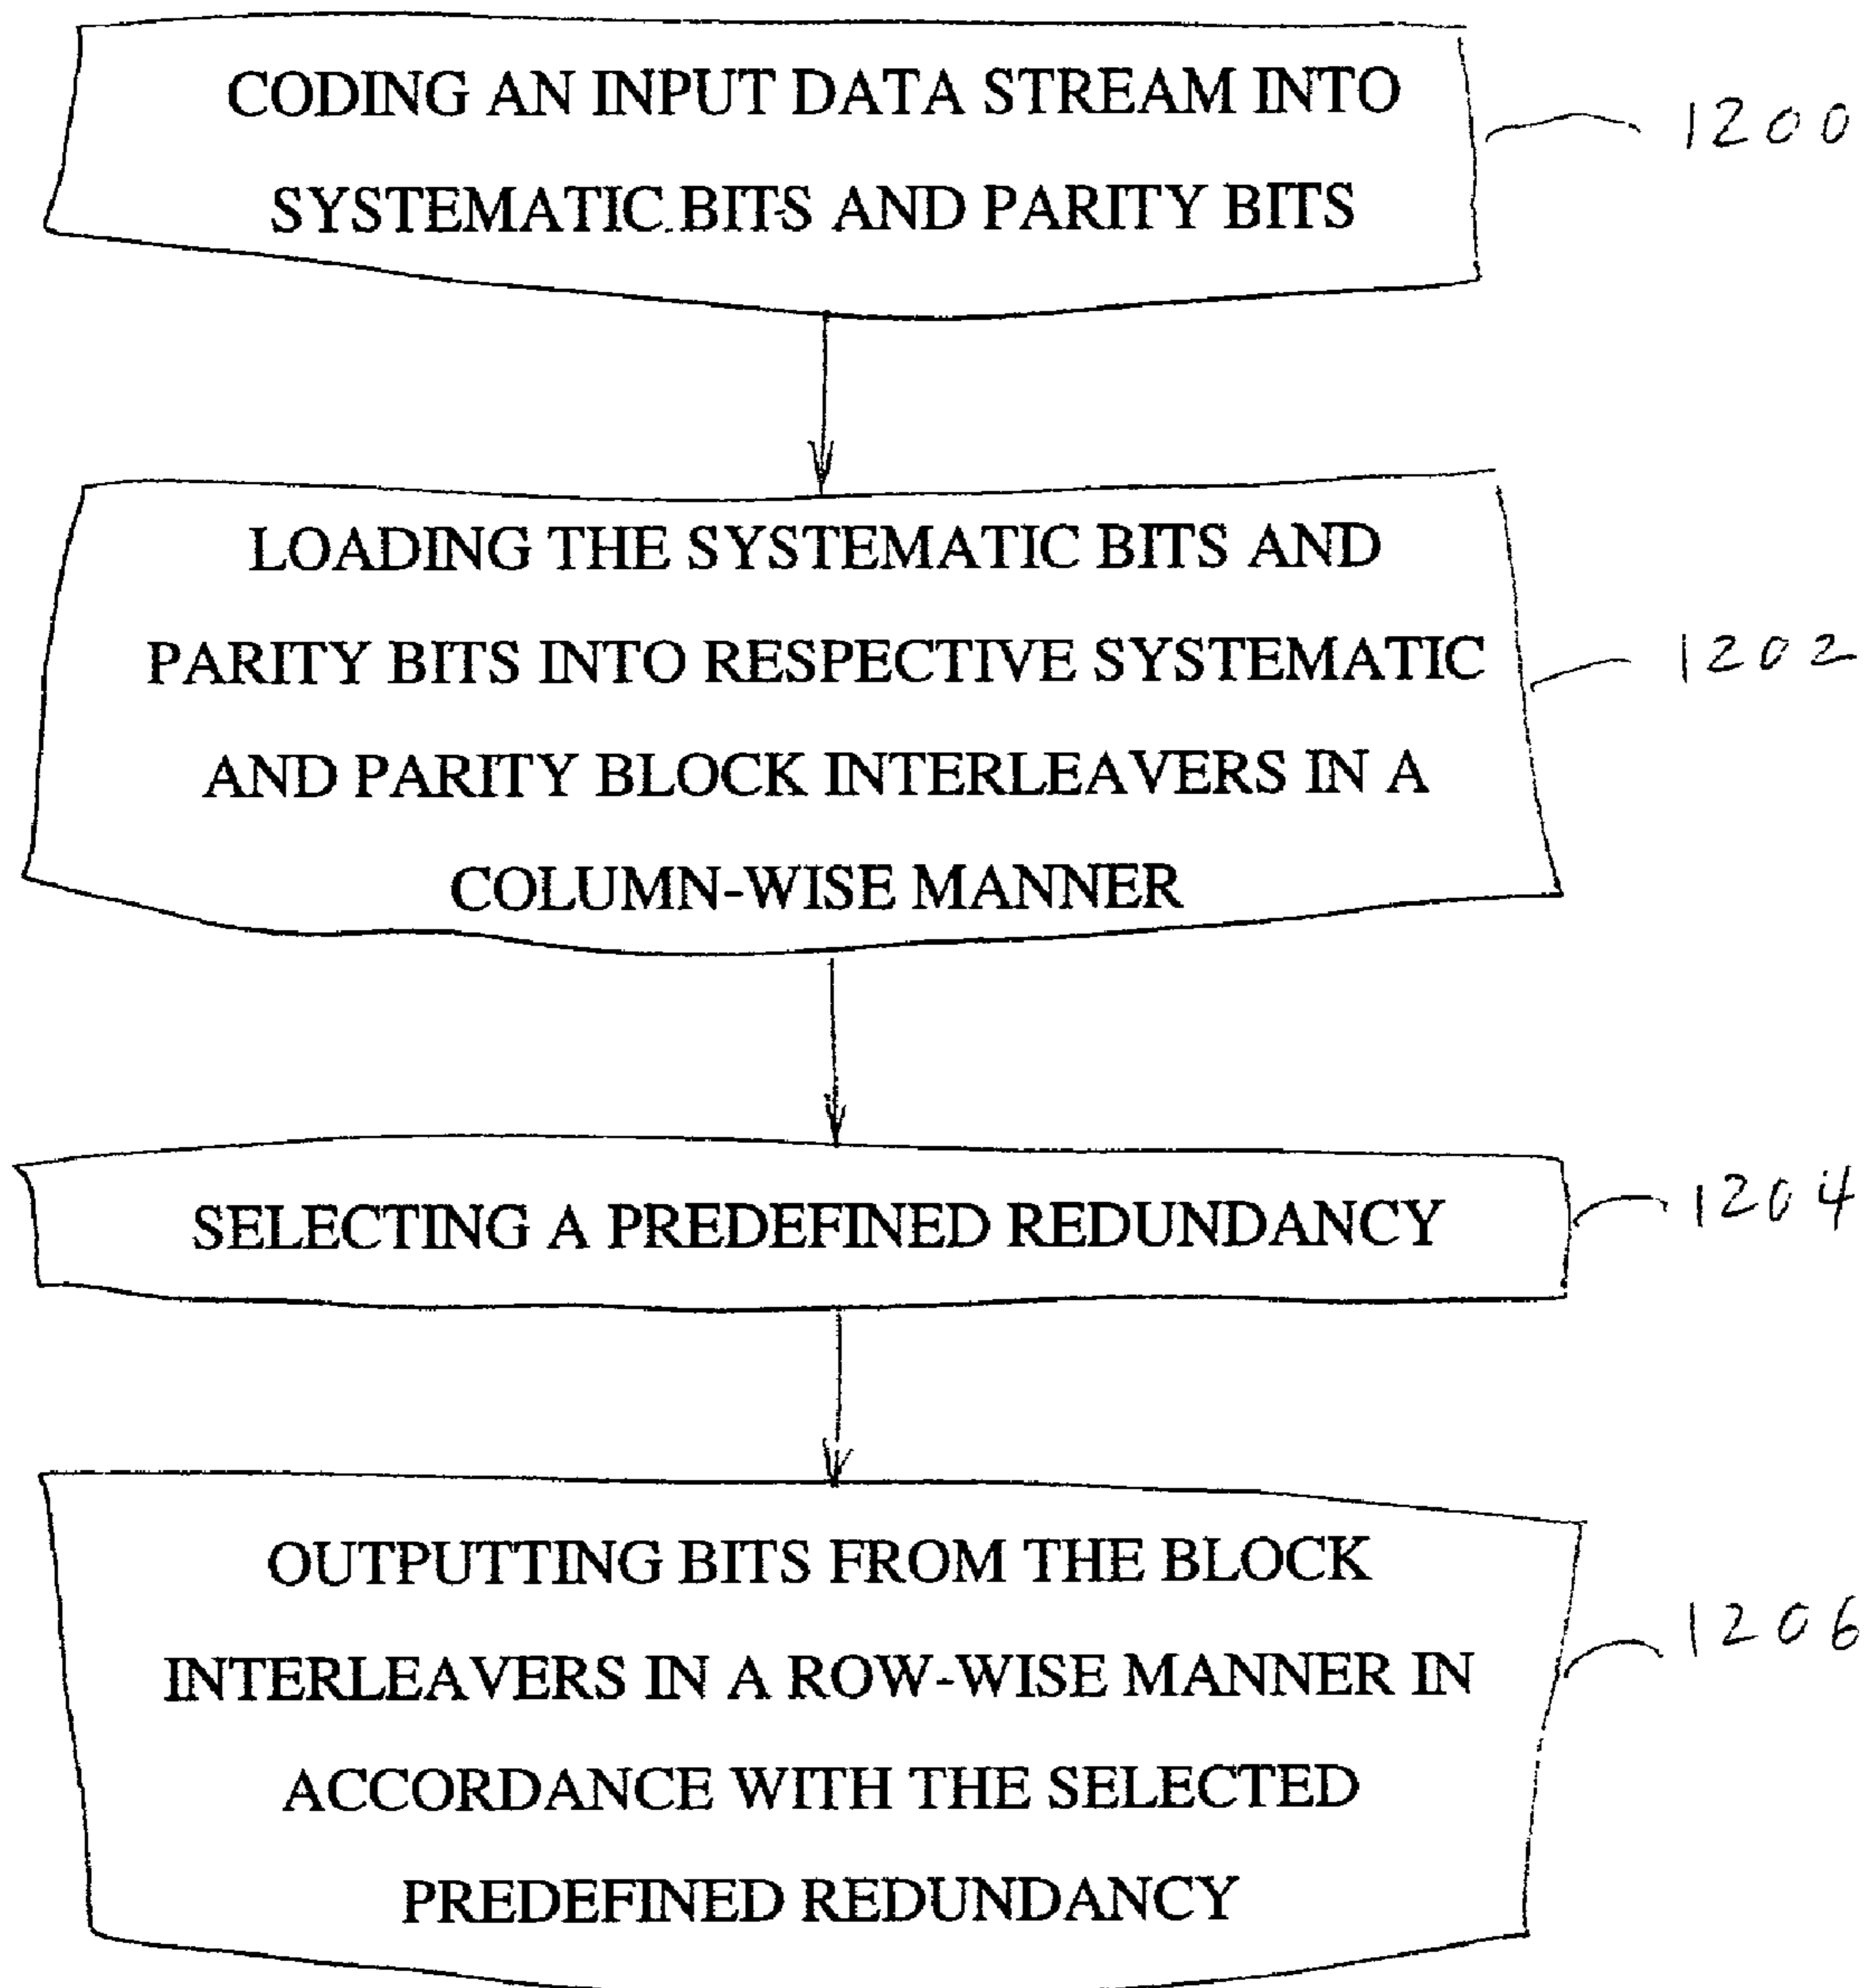 CODING AN INPUT DATA STREAM INTO
SYSTEMATIC BITS AND PARITY BITS
1200
LOADING THE SYSTEMATIC BITS AND
PARITY BITS INTO RESPECTIVE SYSTEMATIC
AND PARITY BLOCK INTERLEAVERS IN A
COLUMN-WISE MANNER
1202
SELECTING A PREDEFINED REDUNDANCY
1204
OUTPUTTING BITS FROM THE BLOCK
INTERLEAVERS IN A ROW-WISE MANNER IN
ACCORDANCE WITH THE SELECTED
PREDEFINED REDUNDANCY
1206